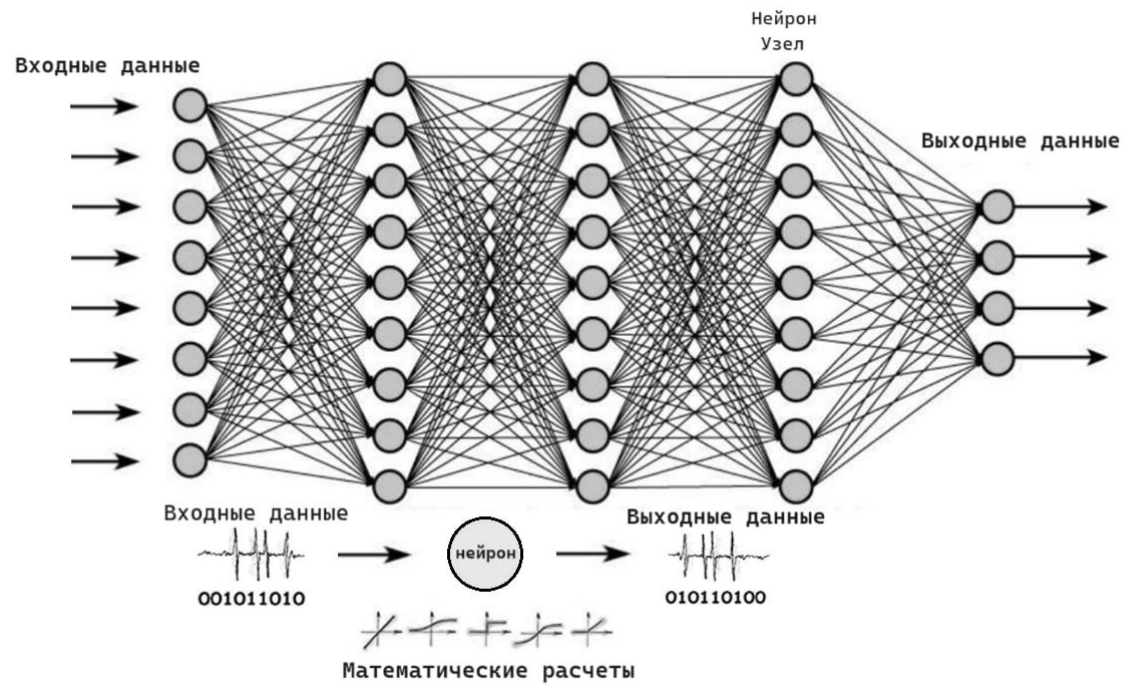 Нейрон
Узел
Входные данные
Выходные данные
Входные данные
Выходные данные
нейрон
001011010
010110100
Математические расчеты